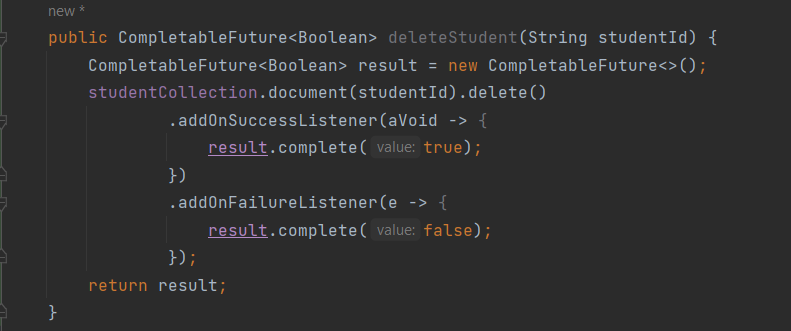 new *
public CompletableFuture<Boolean> deleteStudent(String studentId) {
    CompletableFuture<Boolean> result = new CompletableFuture<>();
    studentCollection.document(studentId).delete()
            .addOnSuccessListener(aVoid -> {
                result.complete( value: true);
            })
            .addOnFailureListener(e -> {
                result.complete( value: false);
            });
    return result;
}